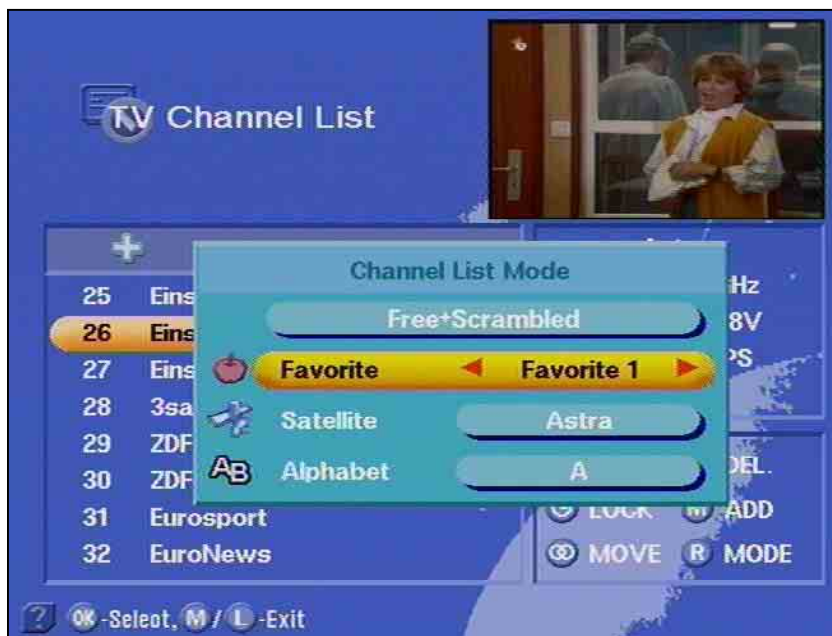 TV Channel List
Channel List Mode
Free+Scrambled
Favorite Favorite 1
Satellite Astra
Alphabet A
25 Eins
26 Eins
27 Eins
28 3sa
29 ZDF
30 ZDF
31 Eurosport
32 EuroNews
Hz
8V
PS
DEL.
LOCK M ADD
MOVE R MODE
? OK-Seleot, M / L -Exit